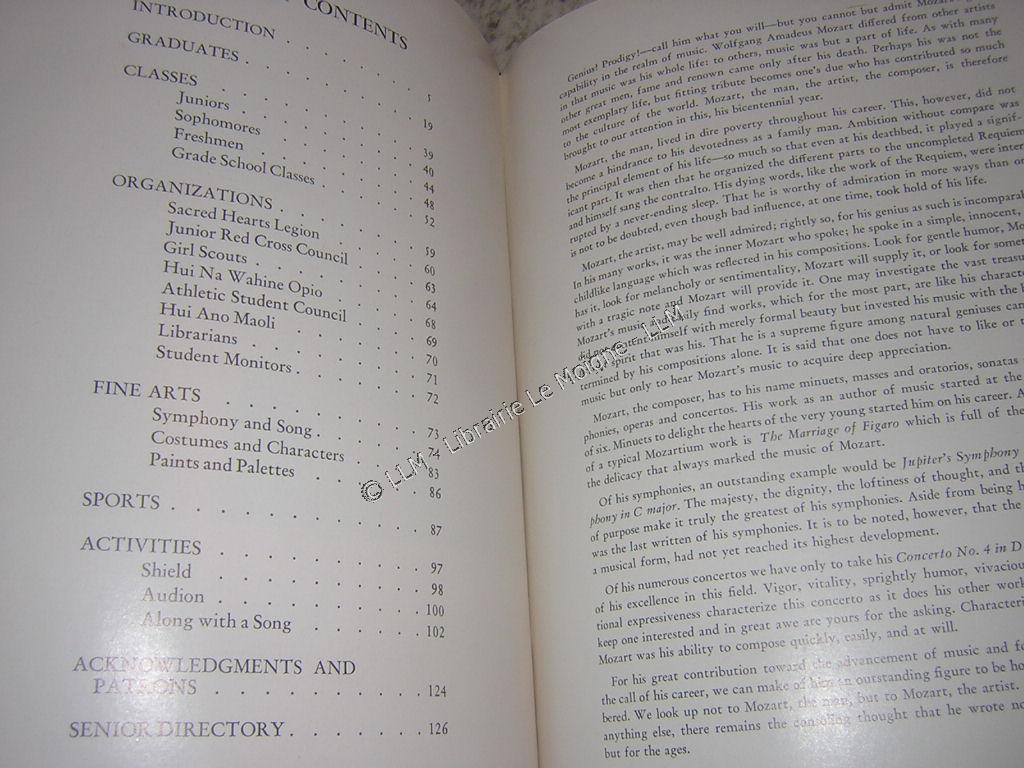 CONTENTS
INTRODUCTION . . . . . . . 5
GRADUATES . . . . . . . . 19
CLASSES . . . . . . . . 39
Juniors . . . . . . . . 40
Sophomores . . . . . . . 44
Freshmen . . . . . . . 48
Grade School Classes . . . . . 52
ORGANIZATIONS . . . . . . 59
Sacred Hearts Legion . . . . . 60
Junior Red Cross Council . . . . 63
Girl Scouts . . . . . . . 64
Hui Na Wahine Opio . . . . . 68
Athletic Student Council . . . . 69
Hui Ano Maoli . . . . . . 70
Librarians . . . . . . . 71
Student Monitors . . . . . . 72
FINE ARTS . . . . . . . 73
Symphony and Song . . . . . 74
Costumes and Characters . . . . 83
Paints and Palettes . . . . . 86
SPORTS . . . . . . . . . 87
ACTIVITIES . . . . . . . 97
Shield . . . . . . . . 98
Audion . . . . . . . . 100
Along with a Song . . . . . 102
ACKNOWLEDGMENTS AND
PATRONS . . . . . . . . 124
SENIOR DIRECTORY . . . . . . 126
Genius! Prodigy!—call him what you will—but you cannot but admit Mozart's
capability in the realm of music. Wolfgang Amadeus Mozart differed from other artists
in that music was his whole life: to others, music was but a part of life. As with many
other great men, fame and renown came only after his death. Perhaps his was not the
most exemplary life, but fitting tribute becomes one's due who has contributed so much
to the culture of the world. Mozart, the man, the artist, the composer, is therefore
brought to our attention in this, his bicentennial year.
Mozart, the man, lived in dire poverty throughout his career. This, however, did not
become a hindrance to his devotedness as a family man. Ambition without compare was
the principal element of his life—so much so that even at his deathbed, it played a signif-
icant part. It was then that he organized the different parts to the uncompleted Requiem
and himself sang the contralto. His dying words, like the work of the Requiem, were inter
rupted by a never-ending sleep. That he is worthy of admiration in more ways than on
is not to be doubted, even though bad influence, at one time, took hold of his life.
Mozart, the artist, may be well admired; rightly so, for his genius as such is incomparab
In his many works, it was the inner Mozart who spoke; he spoke in a simple, innocent,
childlike language which was reflected in his compositions. Look for gentle humor, Mo
has it, look for melancholy or sentimentality, Mozart will supply it, or look for some
with a tragic note and Mozart will provide it. One may investigate the vast treasu
Mozart's music and easily find works, which for the most part, are like his characte
did not content himself with merely formal beauty but invested his music with the
spirit that was his. That he is a supreme figure among natural geniuses can
termined by his compositions alone. It is said that one does not have to like or
music but only to hear Mozart's music to acquire deep appreciation.
Mozart, the composer, has to his name minuets, masses and oratorios, sonatas
phonies, operas and concertos. His work as an author of music started at the
of six. Minuets to delight the hearts of the very young started him on his career. A
of a typical Mozartium work is The Marriage of Figaro which is full of the
the delicacy that always marked the music of Mozart.
Of his symphonies, an outstanding example would be Jupiter's Symphony
phony in C major. The majesty, the dignity, the loftiness of thought, and th
of purpose make it truly the greatest of his symphonies. Aside from being h
was the last written of his symphonies. It is to be noted, however, that the
a musical form, had not yet reached its highest development.
Of his numerous concertos we have only to take his Concerto No. 4 in D
of his excellence in this field. Vigor, vitality, sprightly humor, vivaciou
tional expressiveness characterize this concerto as it does his other work
keep one interested and in great awe are yours for the asking. Characteri
Mozart was his ability to compose quickly, easily, and at will.
For his great contribution toward the advancement of music and fo
the call of his career, we can make of him an outstanding figure to be ho
bered. We look up not to Mozart, the man, but to Mozart, the artist.
anything else, there remains the consoling thought that he wrote no
but for the ages.
© LLM - Librairie Le Moigne - LLM